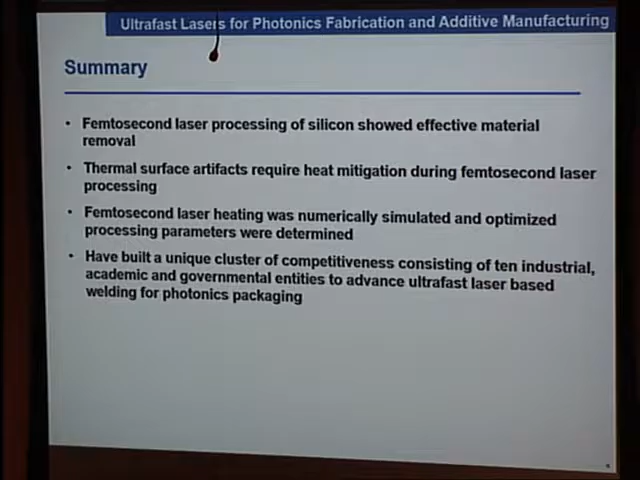 Ultrafast Lasers for Photonics Fabrication and Additive Manufacturing
Summary
• Femtosecond laser processing of silicon showed effective material
removal
• Thermal surface artifacts require heat mitigation during femtosecond laser
processing
• Femtosecond laser heating was numerically simulated and optimized
processing parameters were determined
• Have built a unique cluster of competitiveness consisting of ten industrial,
academic and governmental entities to advance ultrafast laser based
welding for photonics packaging